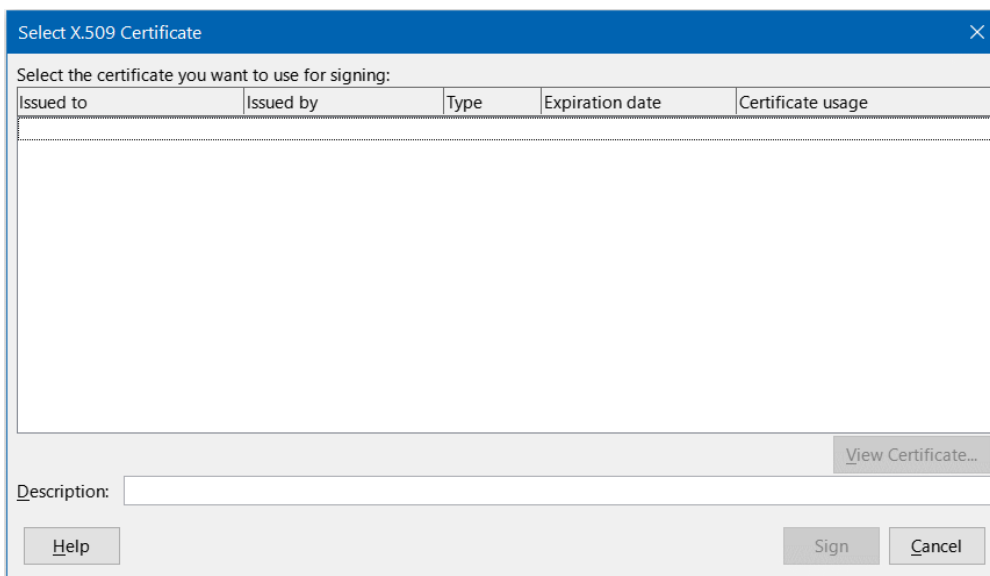 Select X.509 Certificate
Select the certificate you want to use for signing:
Issued to Issued by Type Expiration date Certificate usage
View Certificate...
Description:
Help Sign Cancel